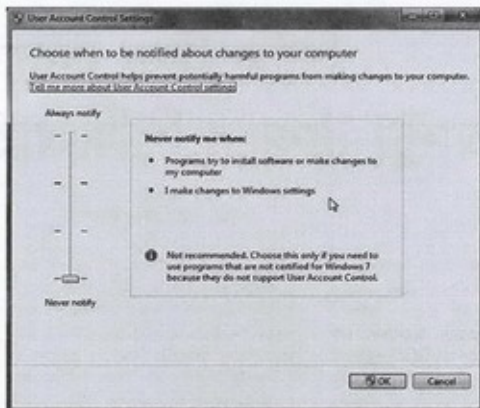 User Account Control Settings
Choose when to be notified about changes to your computer
User Account Control helps prevent potentially harmful programs from making changes to your computer.
Tell me more about User Account Control settings
Always notify
Never notify me when:
• Programs try to install software or make changes to
my computer
• I make changes to Windows settings
Not recommended. Choose this only if you need to
use programs that are not certified for Windows 7
because they do not support User Account Control.
Never notify
OK
Cancel